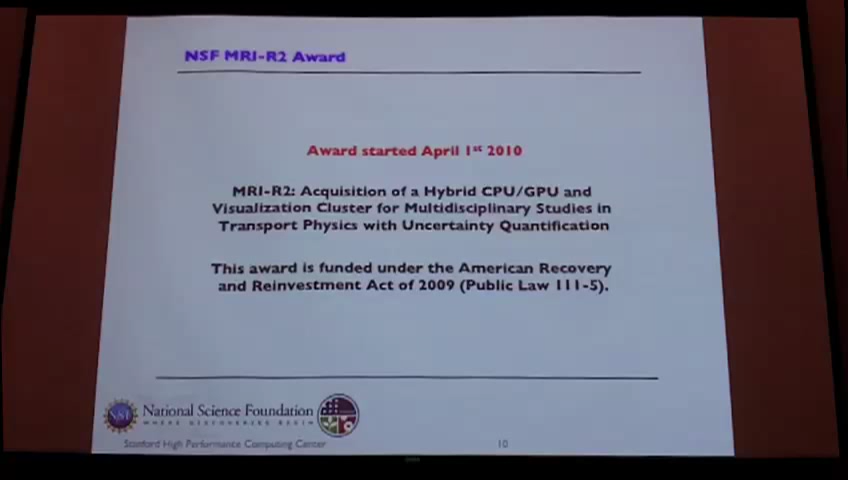 NSF MRI-R2 Award
Award started April 1st 2010
MRI-R2: Acquisition of a Hybrid CPU/GPU and
Visualization Cluster for Multidisciplinary Studies in
Transport Physics with Uncertainty Quantification
This award is funded under the American Recovery
and Reinvestment Act of 2009 (Public Law 111-5).
NSF
National Science Foundation
WHERE DISCOVERIES BEGIN
Stanford High Performance Computing Center
10